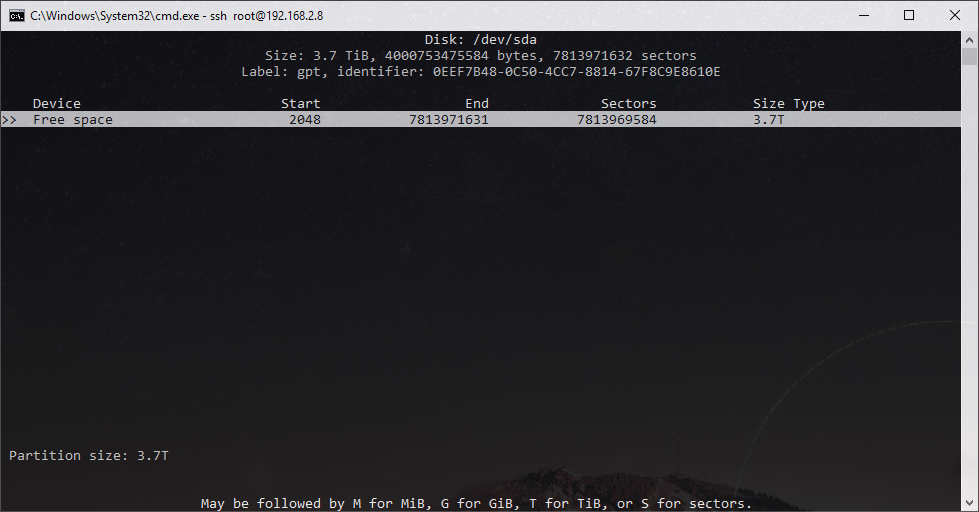 C:\Windows\System32\cmd.exe - ssh root@192.168.2.8
Disk: /dev/sda
Size: 3.7 TiB, 4000753475584 bytes, 7813971632 sectors
Label: gpt, identifier: 0EEF7B48-0C50-4CC7-8814-67F8C9E8610E
Device Start End Sectors Size Type
>> Free space 2048 7813971631 7813969584 3.7T
Partition size: 3.7T
May be followed by M for MiB, G for GiB, T for TiB, or S for sectors.